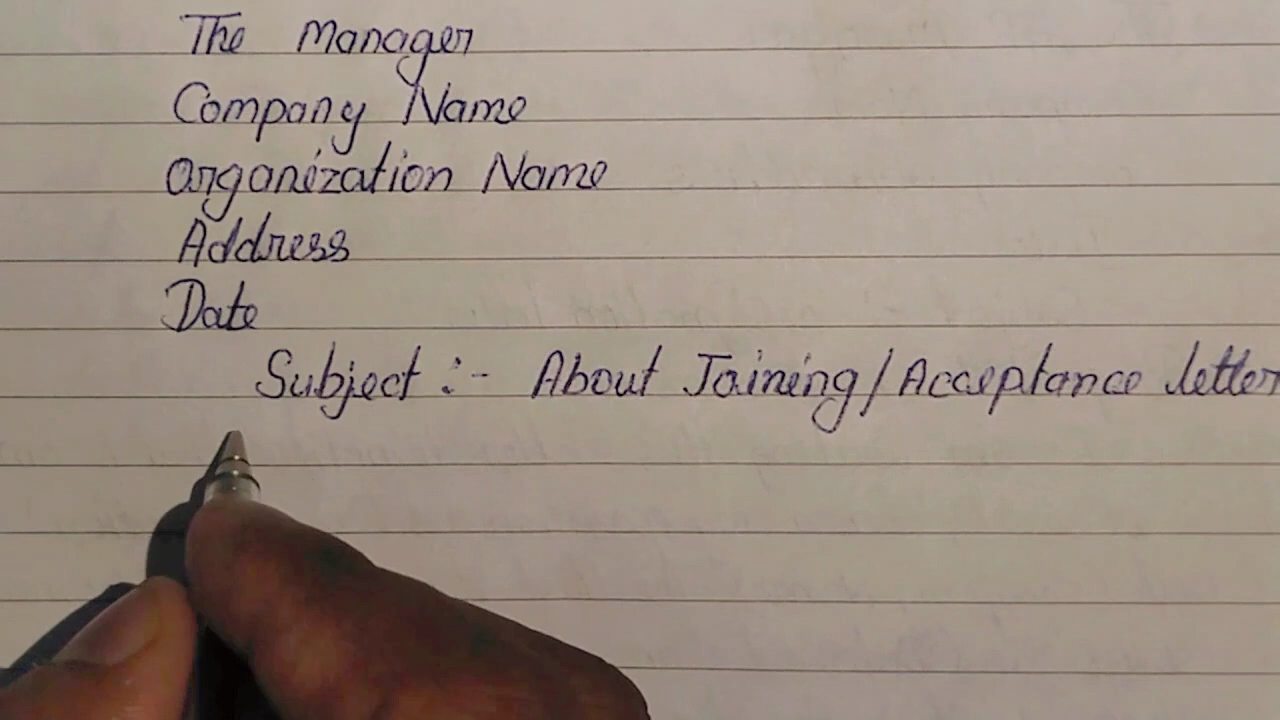 The Manager
Company Name
Organization Name
Address
Date
Subject :- About Joining/Acceptance letter